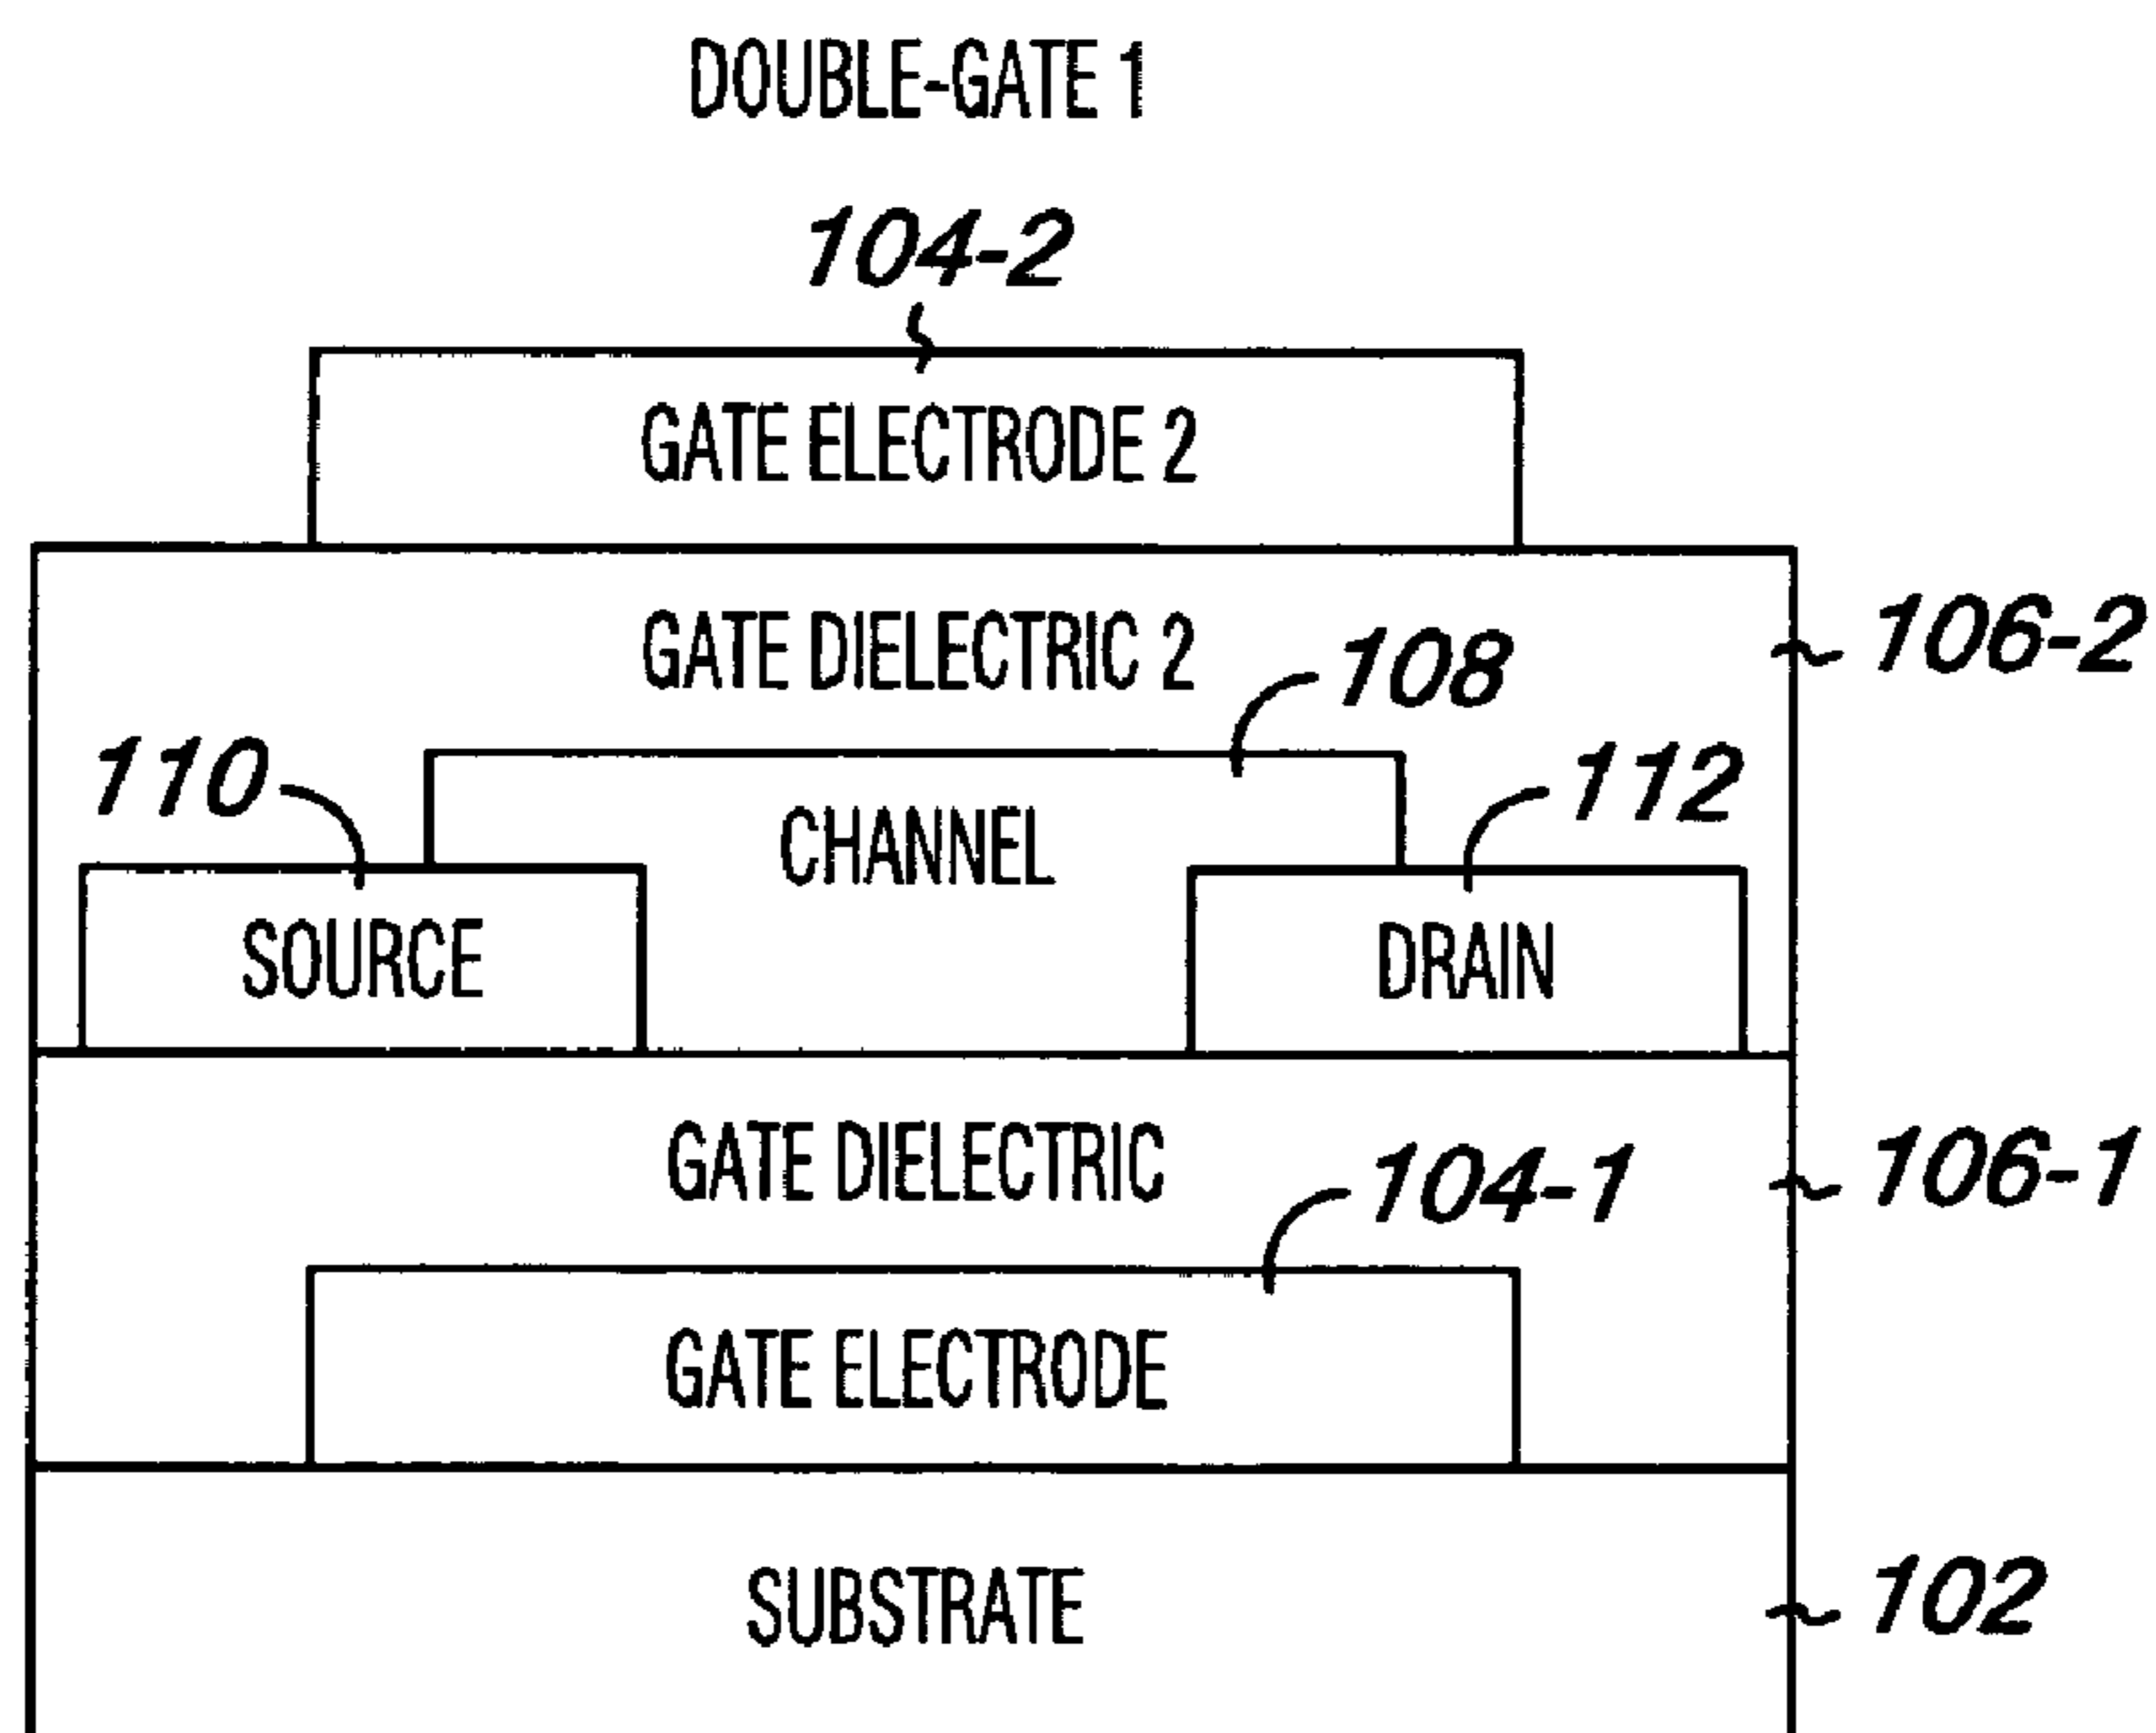 DOUBLE-GATE 1
104-2
GATE ELECTRODE 2
GATE DIELECTRIC 2
106-2
108
110
112
CHANNEL
SOURCE
DRAIN
GATE DIELECTRIC
106-1
104-1
GATE ELECTRODE
SUBSTRATE
102